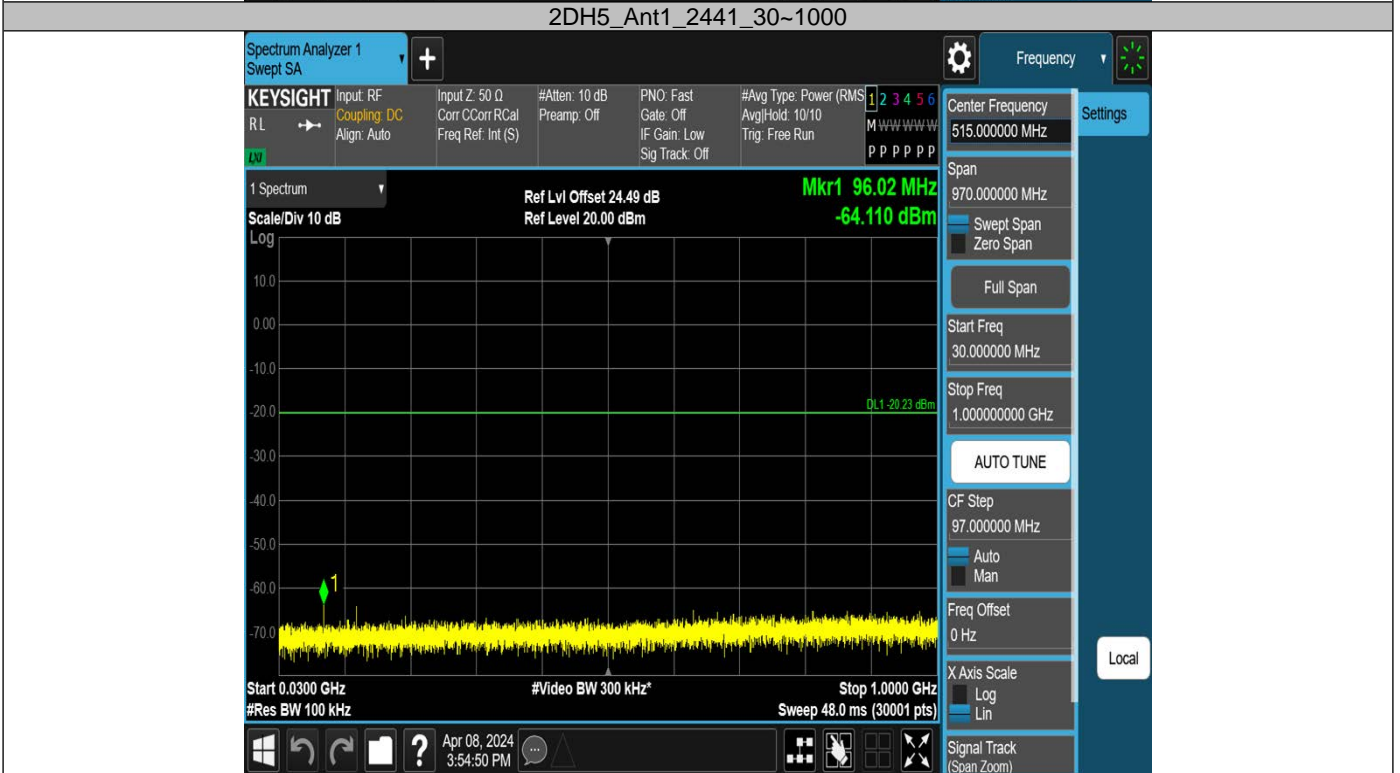 2DH5_Ant1_2441_30~1000
Spectrum Analyzer 1
Swept SA
+
Frequency
KEYSIGHT
RL
LXI
Input: RF
Coupling: DC
Align: Auto
Input Z: 50 Ω
Corr CCorr RCal
Freq Ref: Int (S)
#Atten: 10 dB
Preamp: Off
PNO: Fast
Gate: Off
IF Gain: Low
Sig Track: Off
#Avg Type: Power (RMS
Avg|Hold: 10/10
Trig: Free Run
1 2 3 4 5 6
M W W W W W
P P P P P P
1 Spectrum
Scale/Div 10 dB
Log
Ref Lvl Offset 24.49 dB
Ref Level 20.00 dBm
Mkr1 96.02 MHz
-64.110 dBm
10.0
0.00
-10.0
-20.0
DL1 -20.23 dBm
-30.0
-40.0
-50.0
-60.0
1
-70.0
Start 0.0300 GHz
#Res BW 100 kHz
#Video BW 300 kHz*
Stop 1.0000 GHz
Sweep 48.0 ms (30001 pts)
?
Apr 08, 2024
3:54:50 PM
Center Frequency
515.000000 MHz
Settings
Span
970.000000 MHz
Swept Span
Zero Span
Full Span
Start Freq
30.000000 MHz
Stop Freq
1.000000000 GHz
AUTO TUNE
CF Step
97.000000 MHz
Auto
Man
Freq Offset
0 Hz
Local
X Axis Scale
Log
Lin
Signal Track
(Span Zoom)